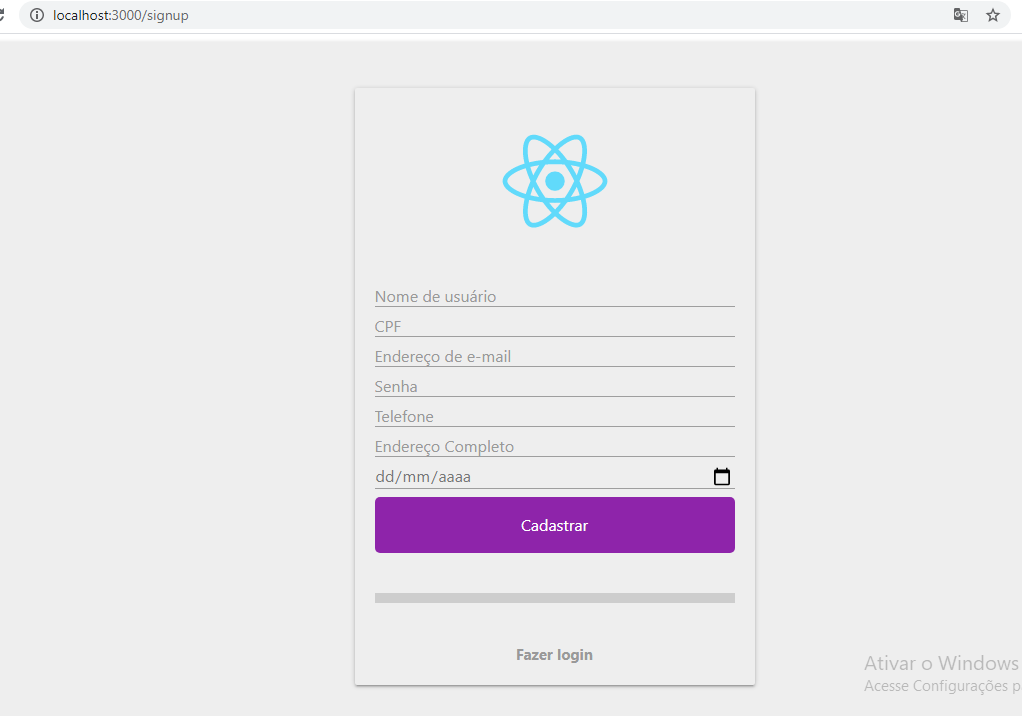 localhost:3000/signup
Nome de usuário
CPF
Endereço de e-mail
Senha
Telefone
Endereço Completo
dd/mm/aaaa
Cadastrar
Fazer login
Ativar o Windows
Acesse Configurações p